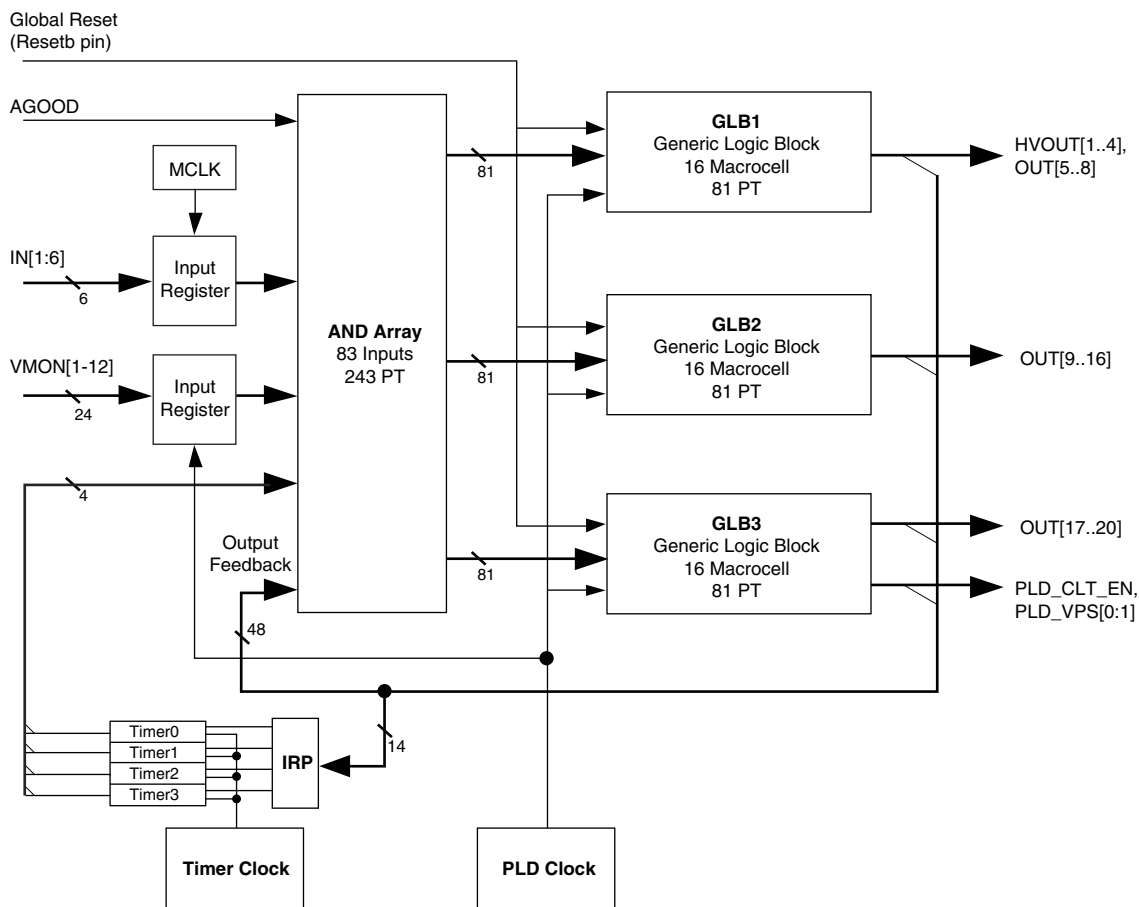 Global Reset
(Resetb pin)
AGOOD
MCLK
IN[1:6]
6
Input
Register
VMON[1-12]
24
Input
Register
4
Output
Feedback
48
AND Array
83 Inputs
243 PT
81
81
81
GLB1
Generic Logic Block
16 Macrocell
81 PT
HVOUT[1..4],
OUT[5..8]
GLB2
Generic Logic Block
16 Macrocell
81 PT
OUT[9..16]
GLB3
Generic Logic Block
16 Macrocell
81 PT
OUT[17..20]
PLD_CLT_EN,
PLD_VPS[0:1]
14
Timer0
Timer1
Timer2
Timer3
IRP
Timer Clock
PLD Clock